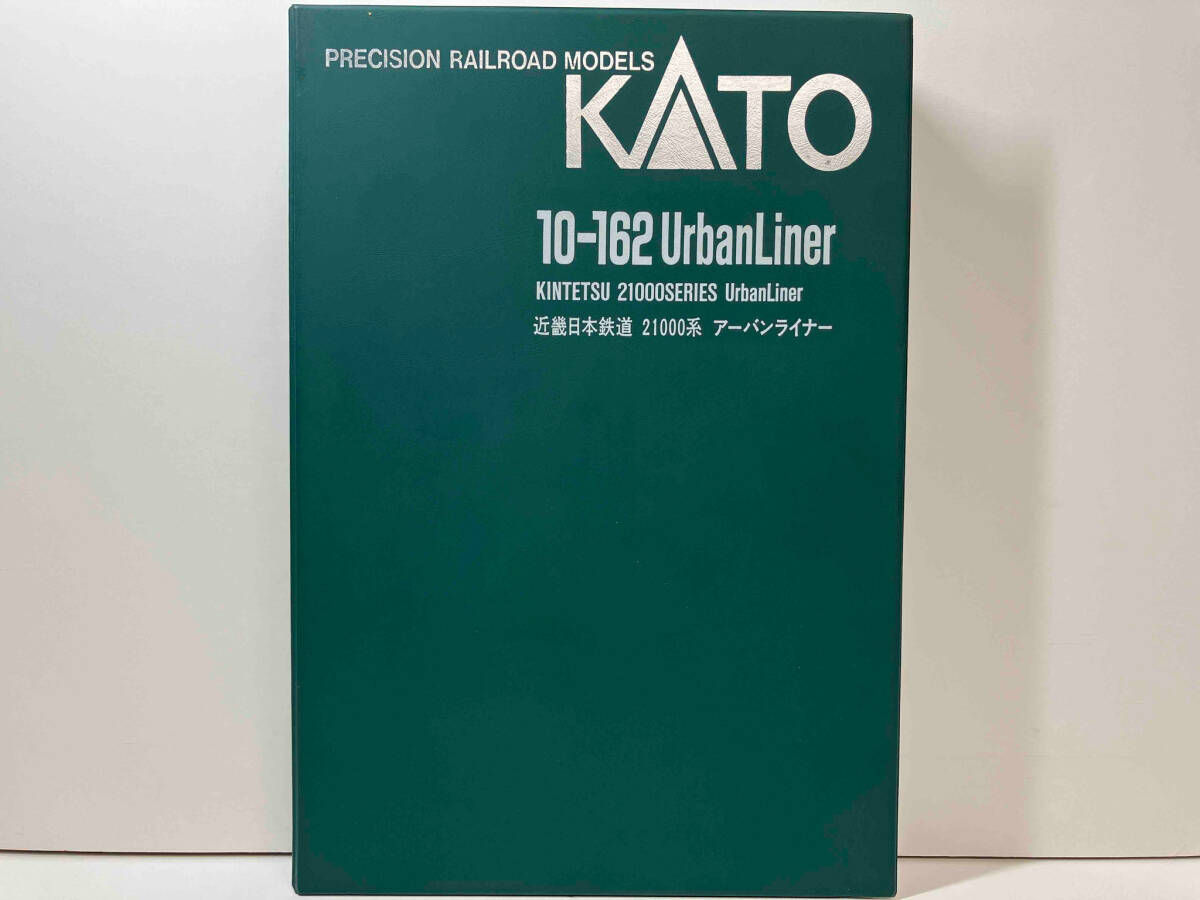 PRECISION RAILROAD MODELS
KATO
10-162 UrbanLiner
KINTETSU 21000SERIES UrbanLiner
近畿日本鉄道 21000系 アーバンライナー